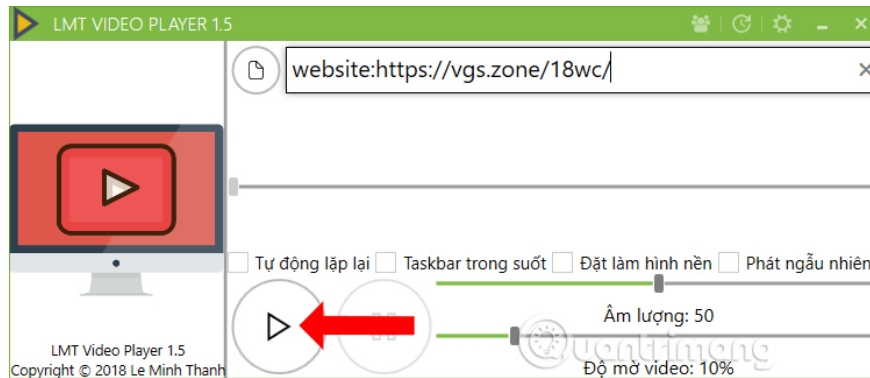 LMT VIDEO PLAYER 1.5
website:https://vgs.zone/18wc/
Tự động lặp lại Taskbar trong suốt Đặt làm hình nền Phát ngẫu nhiên
Âm lượng: 50
Quantrimang
Độ mờ video: 10%
LMT Video Player 1.5
Copyright © 2018 Le Minh Thanh